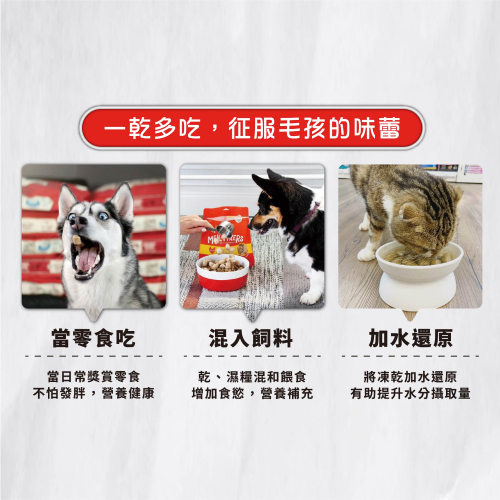 一乾多吃，征服毛孩的味蕾
當零食吃
當日常獎賞零食
不怕發胖，營養健康
混入飼料
乾、濕糧混和餵食
增加食慾，營養補充
加水還原
將凍乾加水還原
有助提升水分攝取量